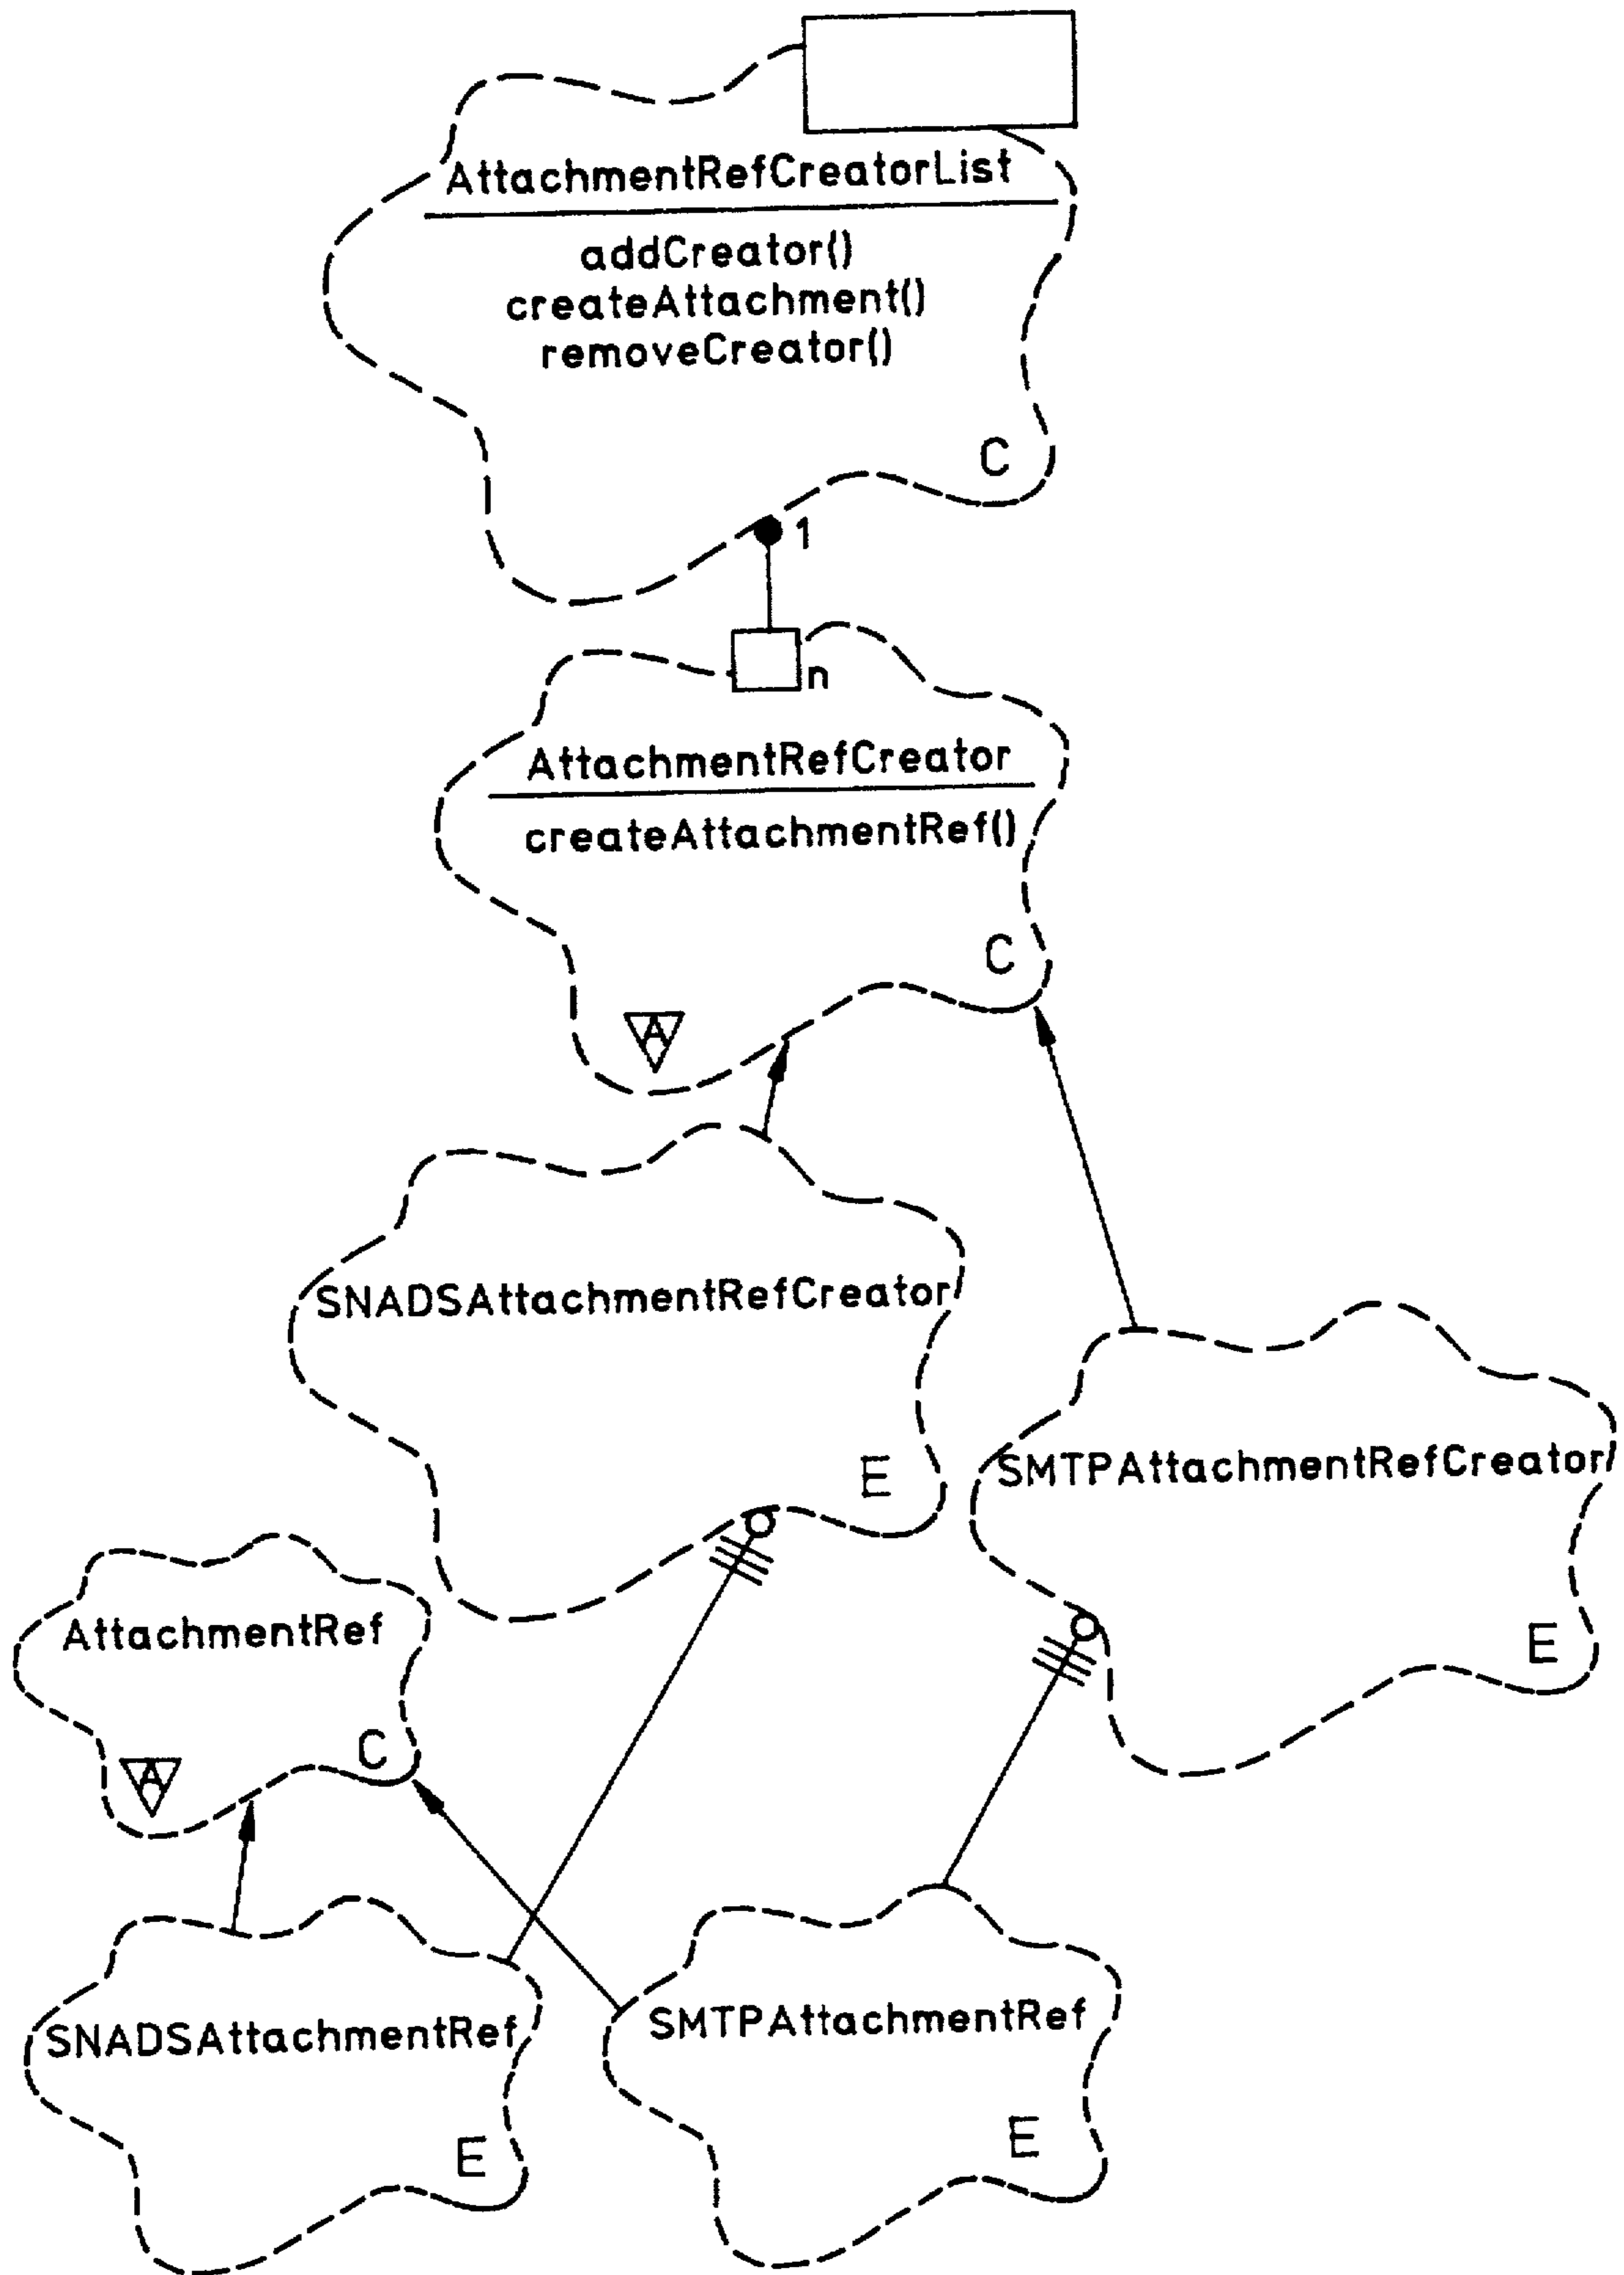 AttachmentRefCreatorList
addCreator()
createAttachment()
removeCreator()
C
1
n
AttachmentRefCreator
createAttachmentRef()
C
A
SNADSAttachmentRefCreator
E
SMTPAttachmentRefCreator
E
AttachmentRef
C
A
SNADSAttachmentRef
E
SMTPAttachmentRef
E